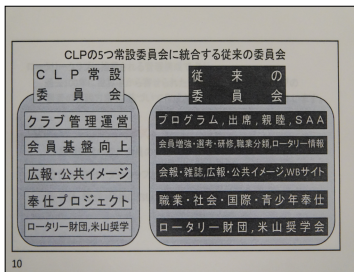 CLPの5つ常設委員会に統合する従来の委員会
CLP常設
委員会
従来の
委員会
クラブ管理運営
プログラム,出席,親睦,SAA
会員基盤向上
会員増強・選考・研修,職業分類,ロータリー情報
広報・公共イメージ
会報・雑誌,広報・公共イメージ,WBサイト
奉仕プロジェクト
職業・社会・国際・青少年奉仕
ロータリー財団,米山奨学
ロータリー財団,米山奨学会
10